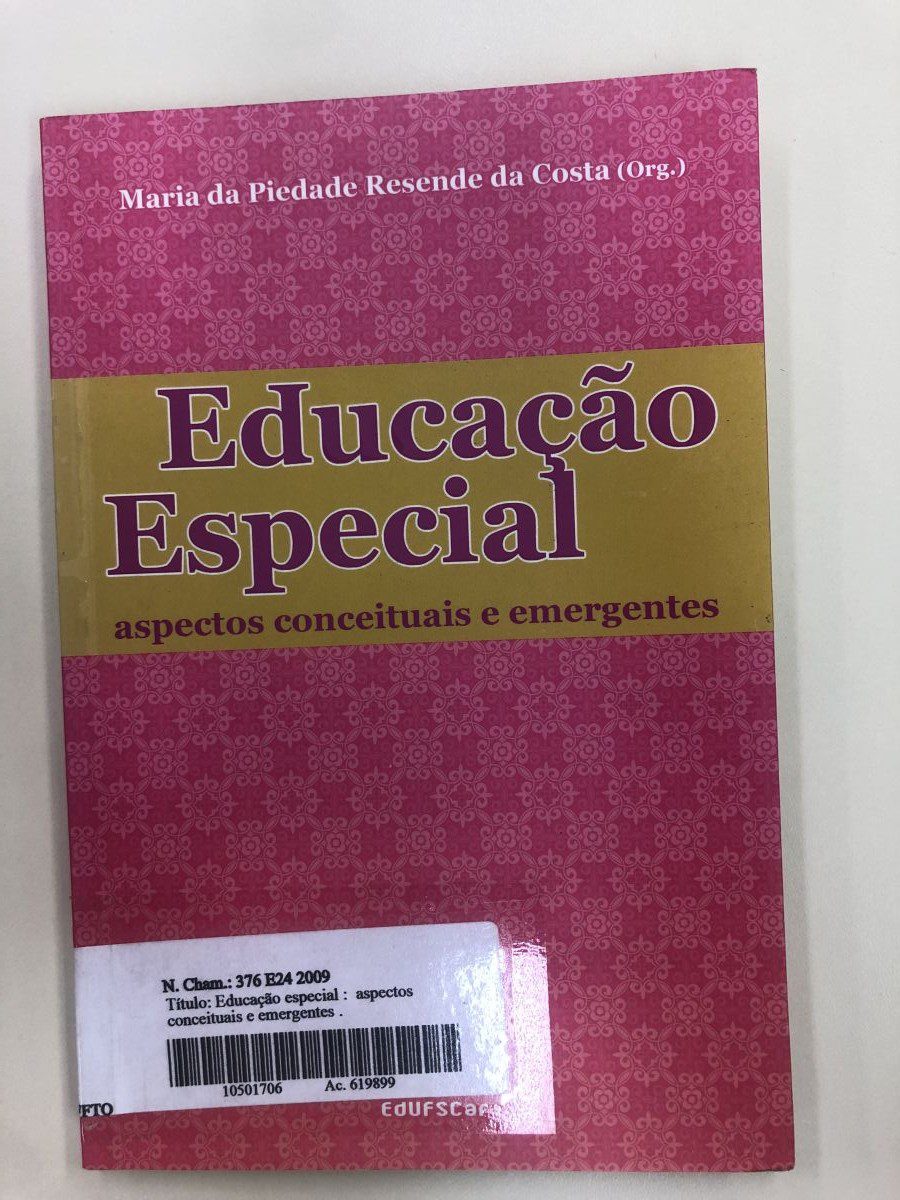 Maria da Piedade Resende da Costa (Org.)
Educação
Especial
aspectos conceituais e emergentes
N. Cham.: 376 E24 2009
Título: Educação especial : aspectos
conceituais e emergentes .
10501706 Ac. 619899
EdUFSCar